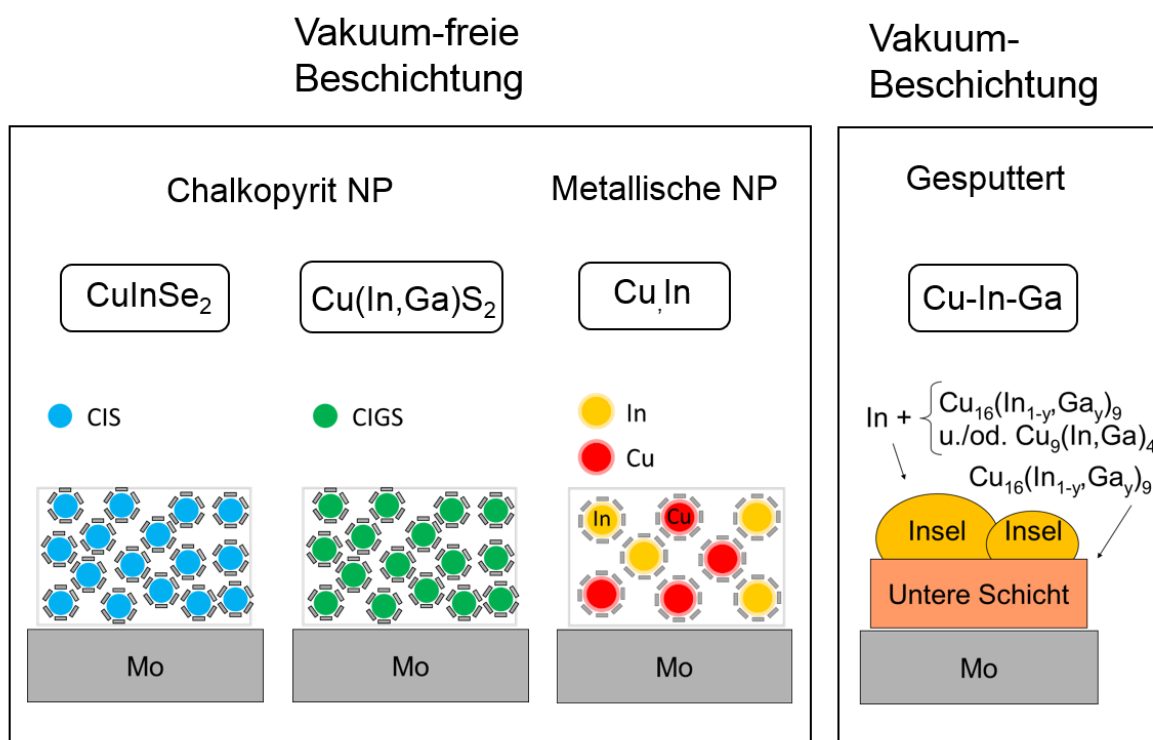 Vakuum-freie
Beschichtung
Vakuum-
Beschichtung
Chalkopyrit NP
Metallische NP
Gesputtert
CuInSe₂
Cu(In,Ga)S₂
Cu,In
Cu-In-Ga
CIS
CIGS
In
Cu
In + Cu₁₆(In₁₋ᵧ,Gaᵧ)₉
u./od. Cu₉(In,Ga)₄
Cu₁₆(In₁₋ᵧ,Gaᵧ)₉
In
Cu
Insel
Insel
Untere Schicht
Mo
Mo
Mo
Mo